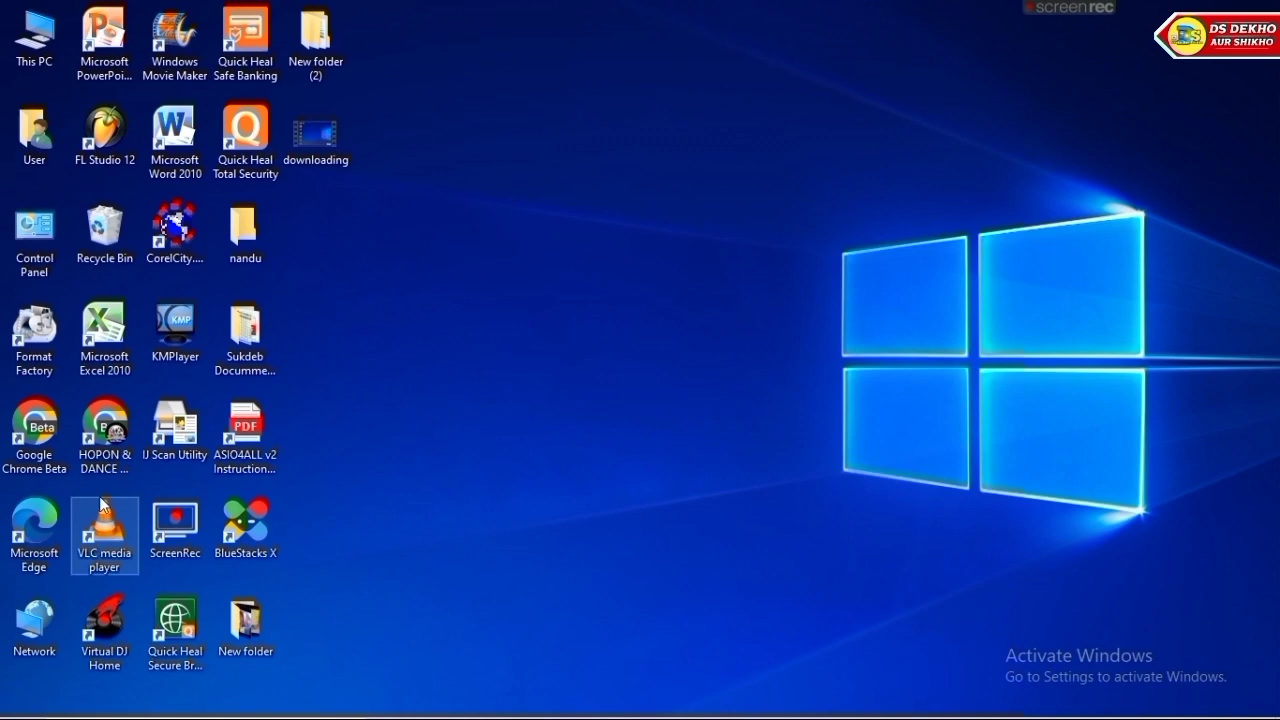 screenrec
DS DEKHO
AUR SHIKHO
This PC
Microsoft
PowerPoi...
Windows
Movie Maker
Quick Heal
Safe Banking
New folder
(2)
User
FL Studio 12
Microsoft
Word 2010
Quick Heal
Total Security
downloading
Control
Panel
Recycle Bin
CorelCity....
nandu
Format
Factory
Microsoft
Excel 2010
KMP
KMPlayer
Sukdeb
Documme...
Beta
Google
Chrome Beta
HOPON &
DANCE ...
IJ Scan Utility
PDF
ASIO4ALL v2
Instruction...
Microsoft
Edge
VLC media
player
ScreenRec
BlueStacks X
Network
Virtual DJ
Home
Quick Heal
Secure Br...
New folder
Activate Windows
Go to Settings to activate Windows.